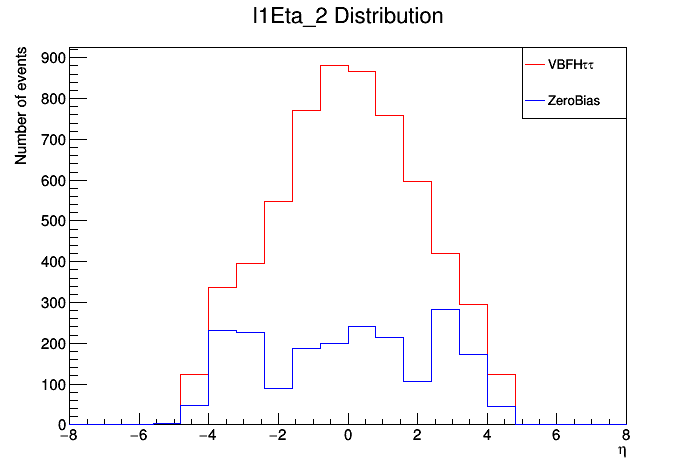 l1Eta_2 Distribution
Number of events
900
800
700
600
500
400
300
200
100
0
−8 −6 −4 −2 0 2 4 6 8
η
VBFHττ
ZeroBias